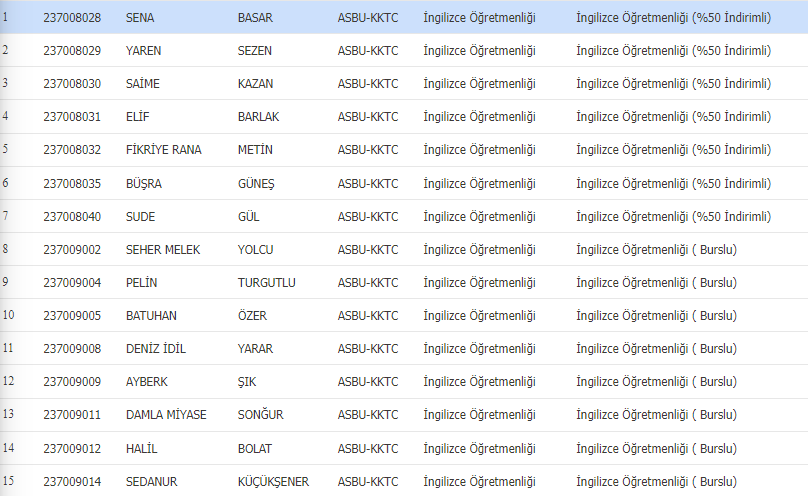 1 237008028 SENA BASAR ASBU-KKTC İngilizce Öğretmenliği İngilizce Öğretmenliği (%50 İndirimli)
2 237008029 YAREN SEZEN ASBU-KKTC İngilizce Öğretmenliği İngilizce Öğretmenliği (%50 İndirimli)
3 237008030 SAİME KAZAN ASBU-KKTC İngilizce Öğretmenliği İngilizce Öğretmenliği (%50 İndirimli)
4 237008031 ELİF BARLAK ASBU-KKTC İngilizce Öğretmenliği İngilizce Öğretmenliği (%50 İndirimli)
5 237008032 FİKRİYE RANA METİN ASBU-KKTC İngilizce Öğretmenliği İngilizce Öğretmenliği (%50 İndirimli)
6 237008035 BÜŞRA GÜNEŞ ASBU-KKTC İngilizce Öğretmenliği İngilizce Öğretmenliği (%50 İndirimli)
7 237008040 SUDE GÜL ASBU-KKTC İngilizce Öğretmenliği İngilizce Öğretmenliği (%50 İndirimli)
8 237009002 SEHER MELEK YOLCU ASBU-KKTC İngilizce Öğretmenliği İngilizce Öğretmenliği ( Burslu)
9 237009004 PELİN TURGUTLU ASBU-KKTC İngilizce Öğretmenliği İngilizce Öğretmenliği ( Burslu)
10 237009005 BATUHAN ÖZER ASBU-KKTC İngilizce Öğretmenliği İngilizce Öğretmenliği ( Burslu)
11 237009008 DENİZ İDİL YARAR ASBU-KKTC İngilizce Öğretmenliği İngilizce Öğretmenliği ( Burslu)
12 237009009 AYBERK ŞIK ASBU-KKTC İngilizce Öğretmenliği İngilizce Öğretmenliği ( Burslu)
13 237009011 DAMLA MİYASE SONĞUR ASBU-KKTC İngilizce Öğretmenliği İngilizce Öğretmenliği ( Burslu)
14 237009012 HALİL BOLAT ASBU-KKTC İngilizce Öğretmenliği İngilizce Öğretmenliği ( Burslu)
15 237009014 SEDANUR KÜÇÜKŞENER ASBU-KKTC İngilizce Öğretmenliği İngilizce Öğretmenliği ( Burslu)